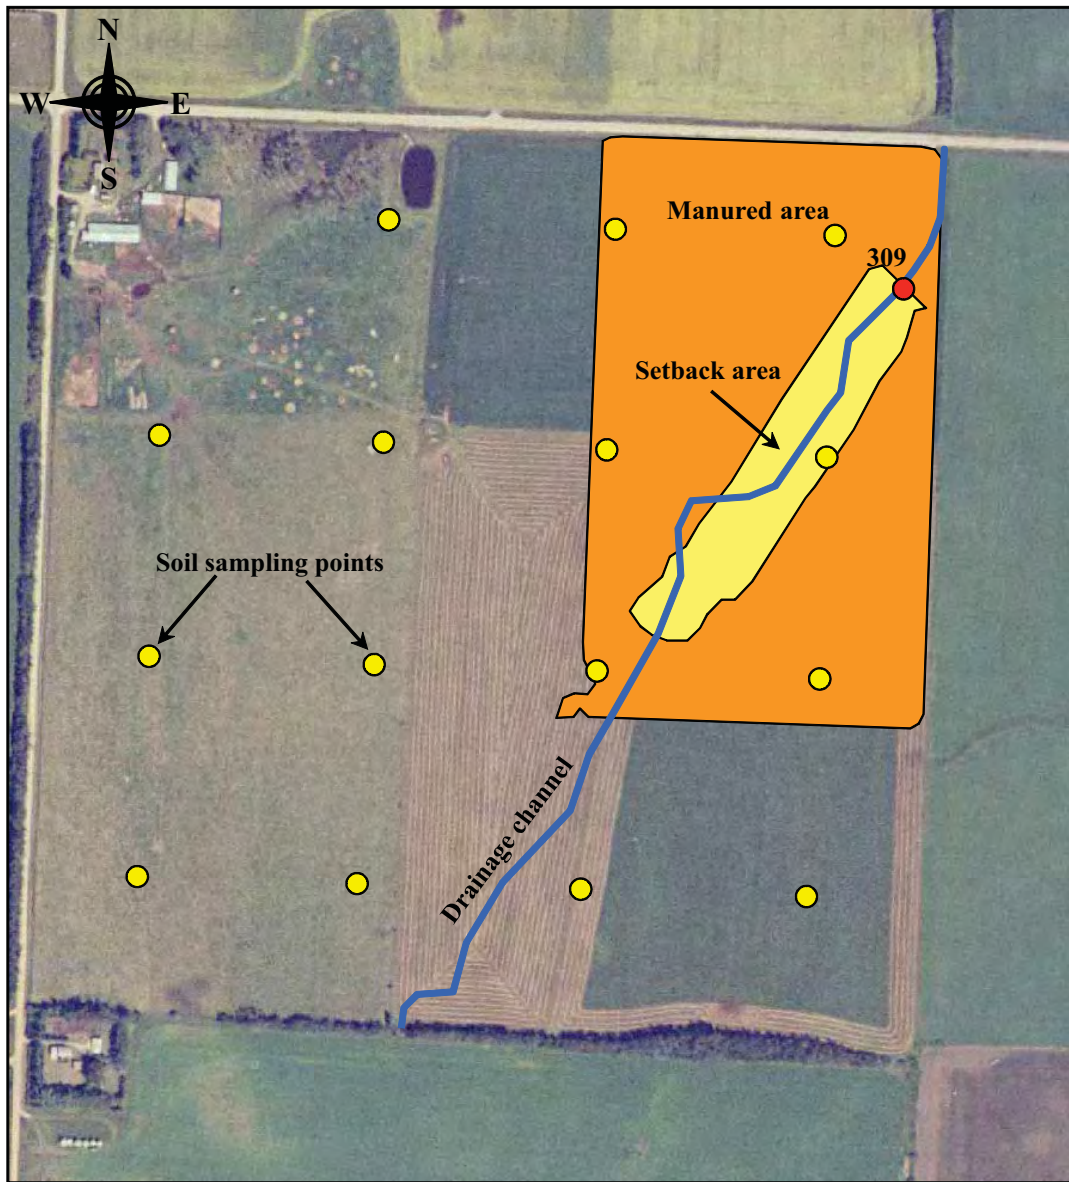 N
W E
S
Manured area
309
Setback area
Soil sampling points
Drainage channel